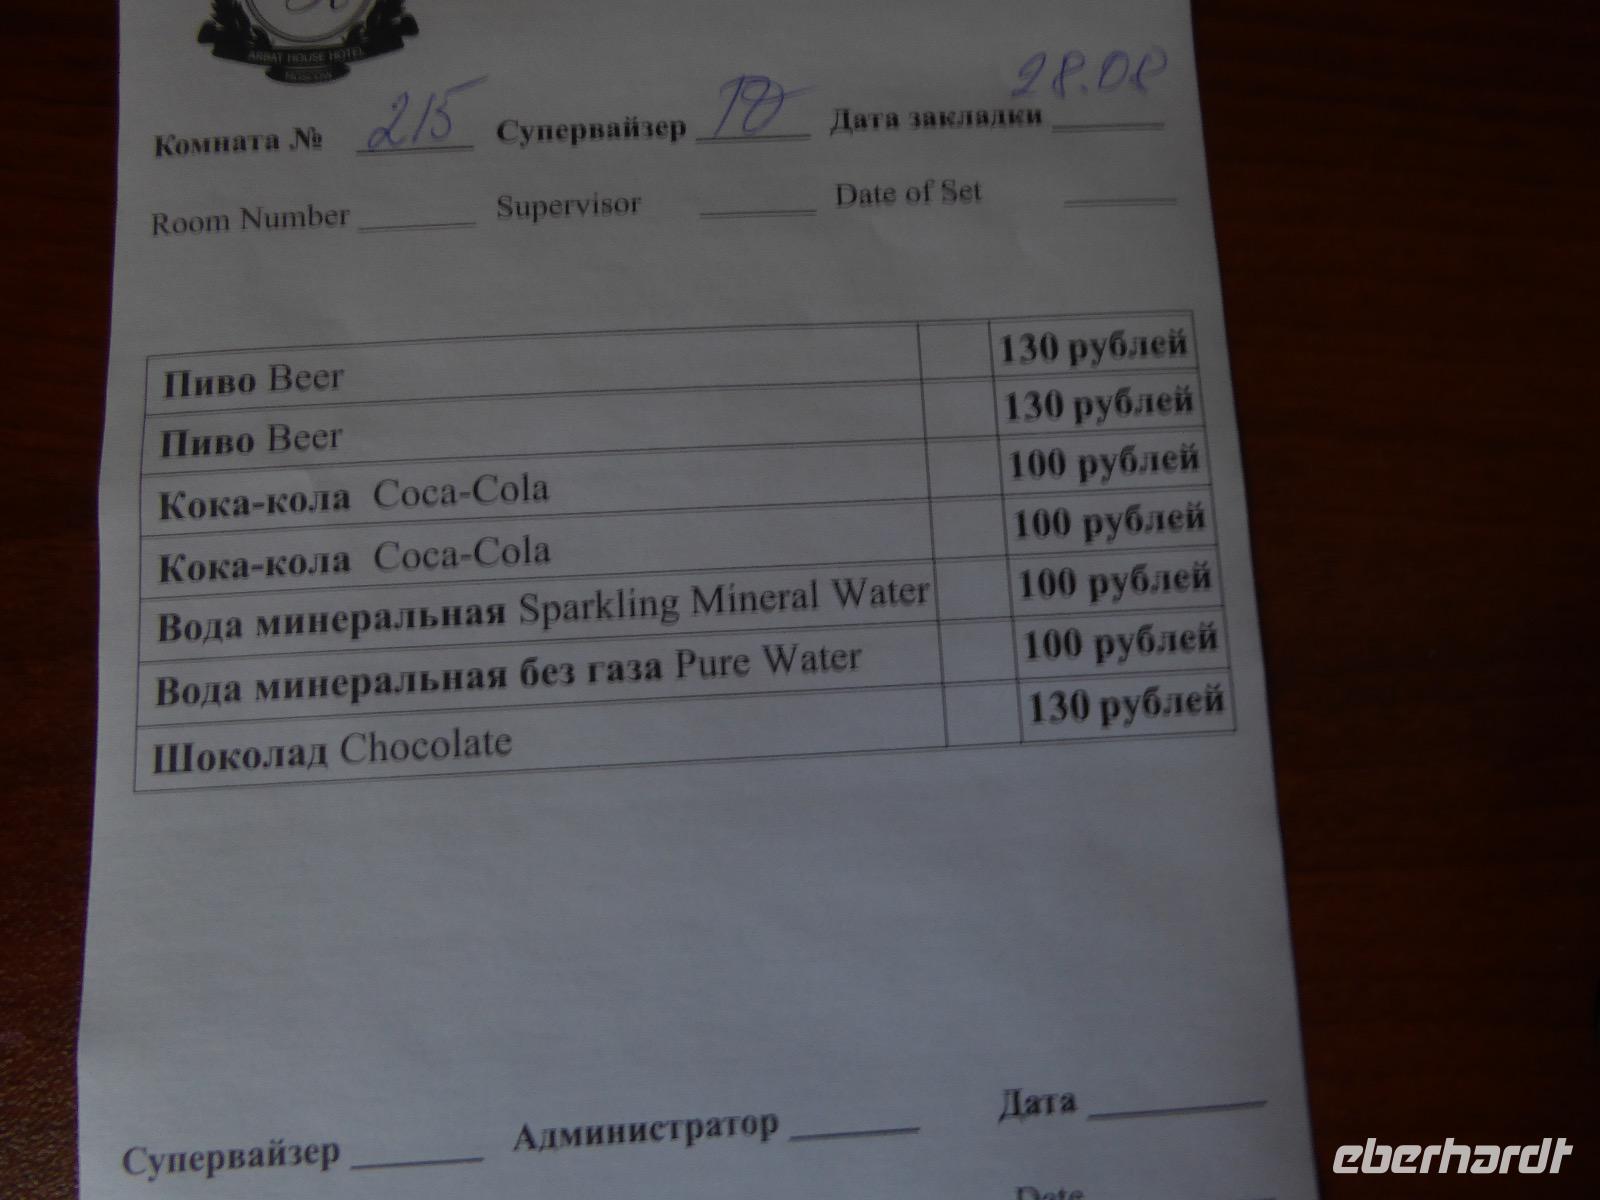 ARBAT HOUSE HOTEL
MOSCOW
Комната № 215 Супервайзер Дата закладки 28.08
Room Number Supervisor Date of Set
Пиво Beer 130 рублей
Пиво Beer 130 рублей
Кока-кола Coca-Cola 100 рублей
Кока-кола Coca-Cola 100 рублей
Вода минеральная Sparkling Mineral Water 100 рублей
Вода минеральная без газа Pure Water 100 рублей
Шоколад Chocolate 130 рублей
Супервайзер Администратор Дата
Date
eberhardt